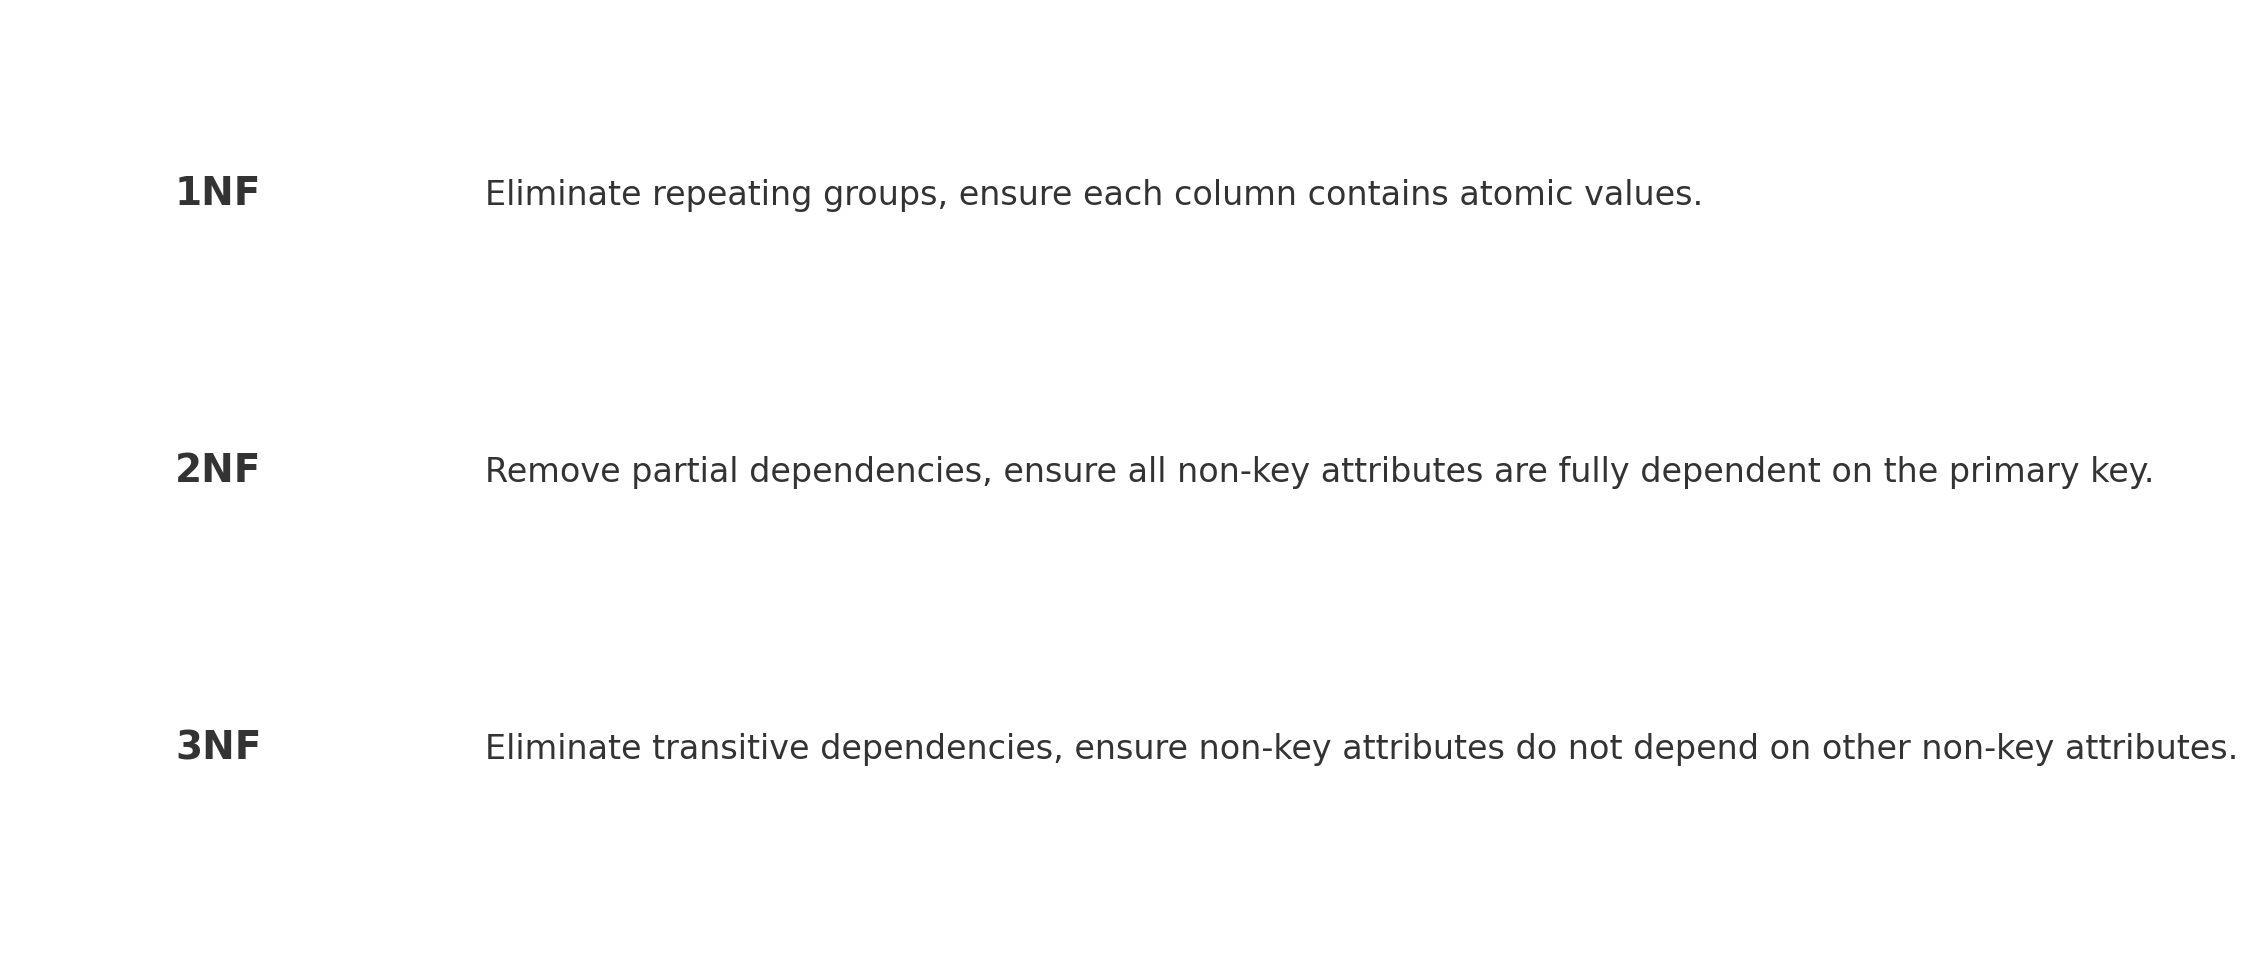 1NF Eliminate repeating groups, ensure each column contains atomic values.
2NF Remove partial dependencies, ensure all non-key attributes are fully dependent on the primary key.
3NF Eliminate transitive dependencies, ensure non-key attributes do not depend on other non-key attributes.